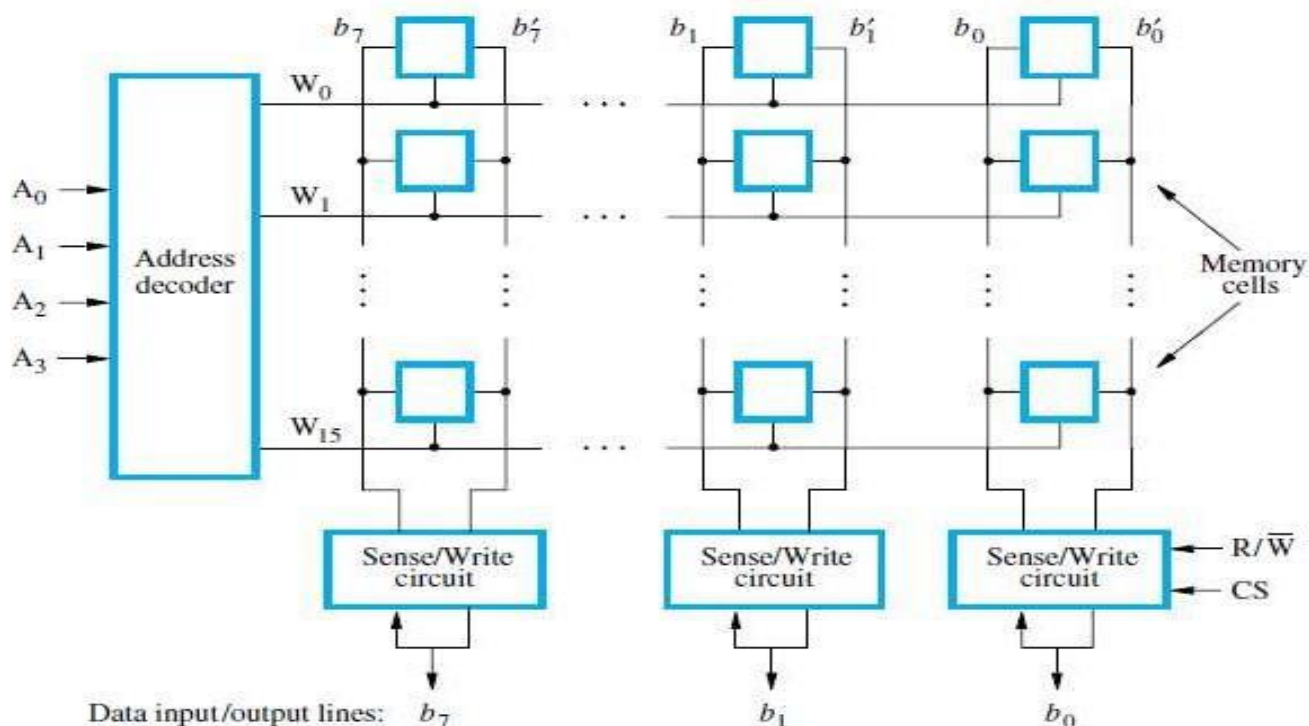 b₇ b′₇ b₁ b′₁ b₀ b′₀
W₀
A₀
W₁
A₁
Address
decoder
Memory
cells
A₂
A₃
W₁₅
Sense/Write
circuit
Sense/Write
circuit
Sense/Write
circuit
R/W̅
CS
Data input/output lines: b₇ b₁ b₀